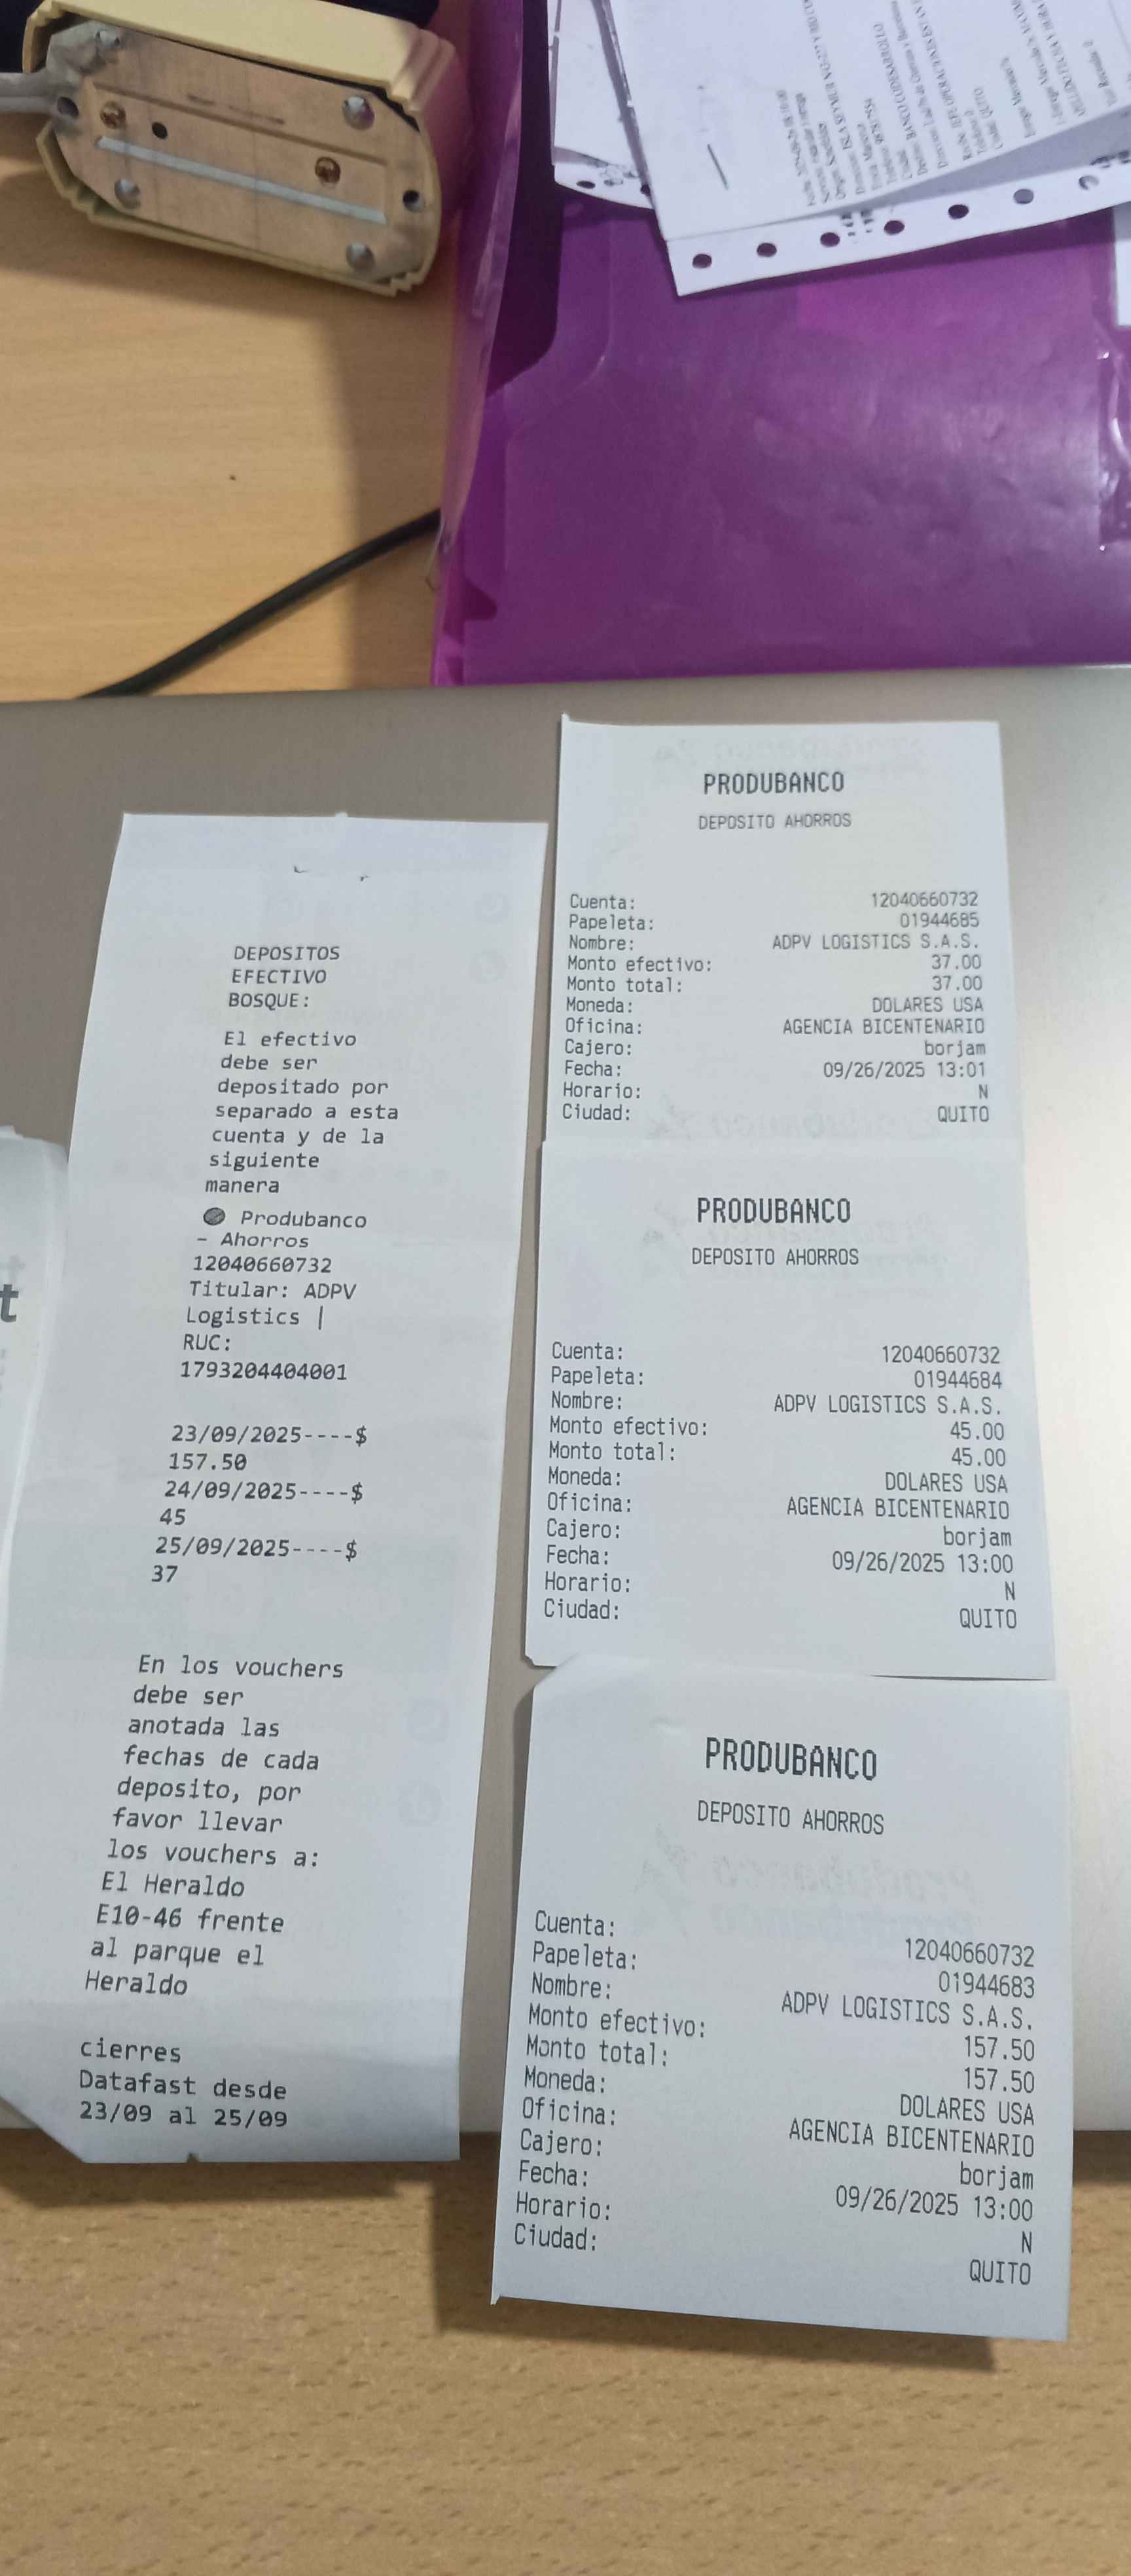 DEPOSITOS
EFECTIVO
BOSQUE:
El efectivo
debe ser
depositado por
separado a esta
cuenta y de la
siguiente
manera
Produbanco
- Ahorros
12040660732
Titular: ADPV
Logistics |
RUC:
1793204404001
23/09/2025----$
157.50
24/09/2025----$
45
25/09/2025----$
37
En los vouchers
debe ser
anotada las
fechas de cada
deposito, por
favor llevar
los vouchers a:
El Heraldo
E10-46 frente
al parque el
Heraldo
cierres
Datafast desde
23/09 al 25/09
PRODUBANCO
DEPOSITO AHORROS
Cuenta: 12040660732
Papeleta: 01944685
Nombre: ADPV LOGISTICS S.A.S.
Monto efectivo: 37.00
Monto total: 37.00
Moneda: DOLARES USA
Oficina: AGENCIA BICENTENARIO
Cajero: borjam
Fecha: 09/26/2025 13:01
Horario: N
Ciudad: QUITO
PRODUBANCO
DEPOSITO AHORROS
Cuenta: 12040660732
Papeleta: 01944684
Nombre: ADPV LOGISTICS S.A.S.
Monto efectivo: 45.00
Monto total: 45.00
Moneda: DOLARES USA
Oficina: AGENCIA BICENTENARIO
Cajero: borjam
Fecha: 09/26/2025 13:00
Horario: N
Ciudad: QUITO
PRODUBANCO
DEPOSITO AHORROS
Cuenta: 12040660732
Papeleta: 01944683
Nombre: ADPV LOGISTICS S.A.S.
Monto efectivo: 157.50
Monto total: 157.50
Moneda: DOLARES USA
Oficina: AGENCIA BICENTENARIO
Cajero: borjam
Fecha: 09/26/2025 13:00
Horario: N
Ciudad: QUITO
t